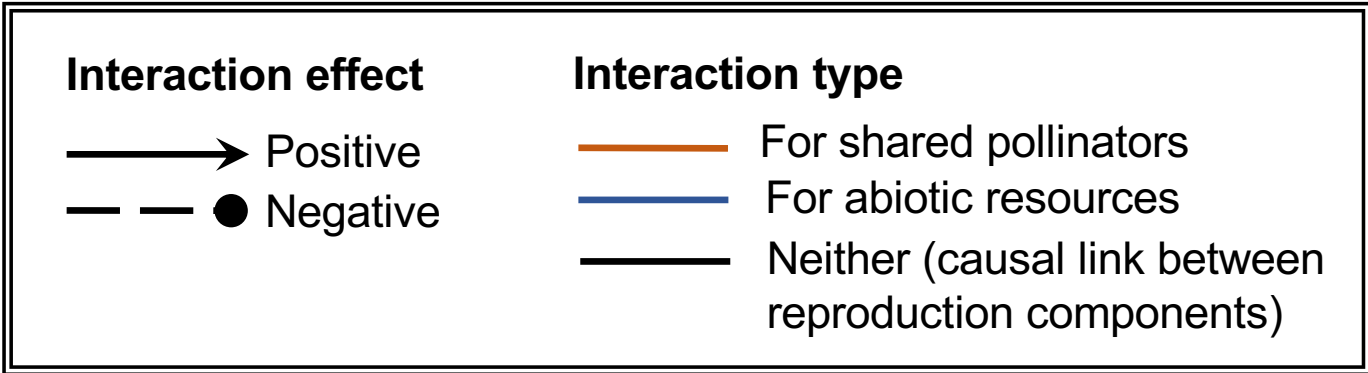 Interaction effect
Positive
Negative
Interaction type
For shared pollinators
For abiotic resources
Neither (causal link between
reproduction components)